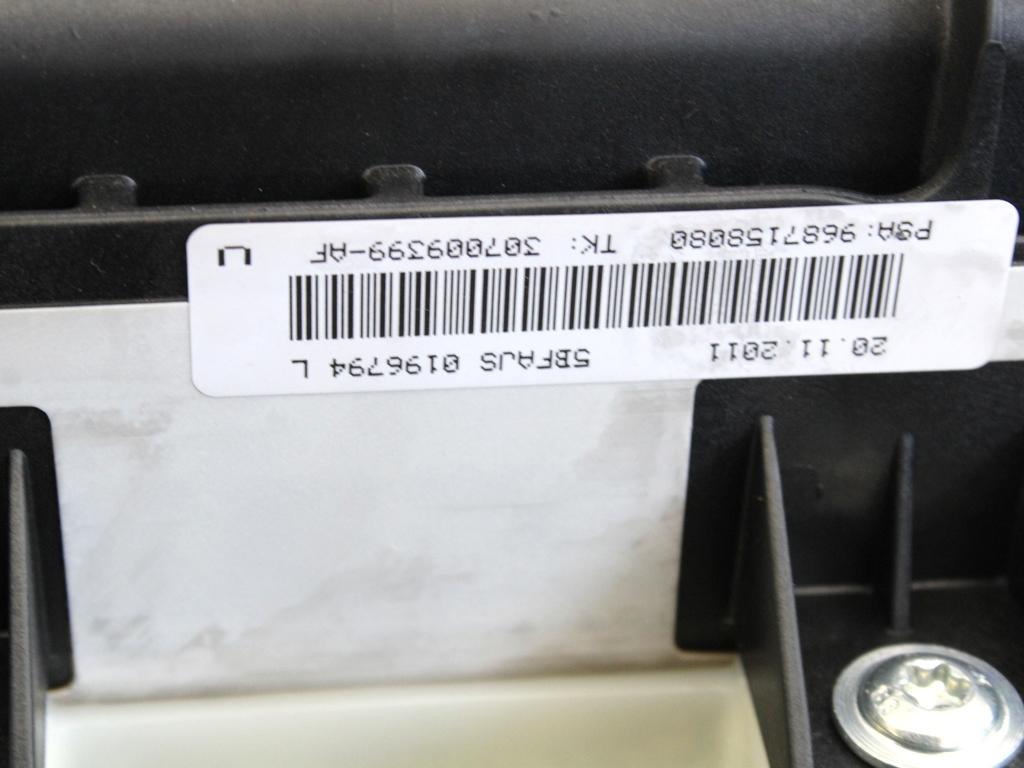 20.11.2011 5BFAJS 0196794 L
PSA: 9687158080 TK: 307009399-AF U